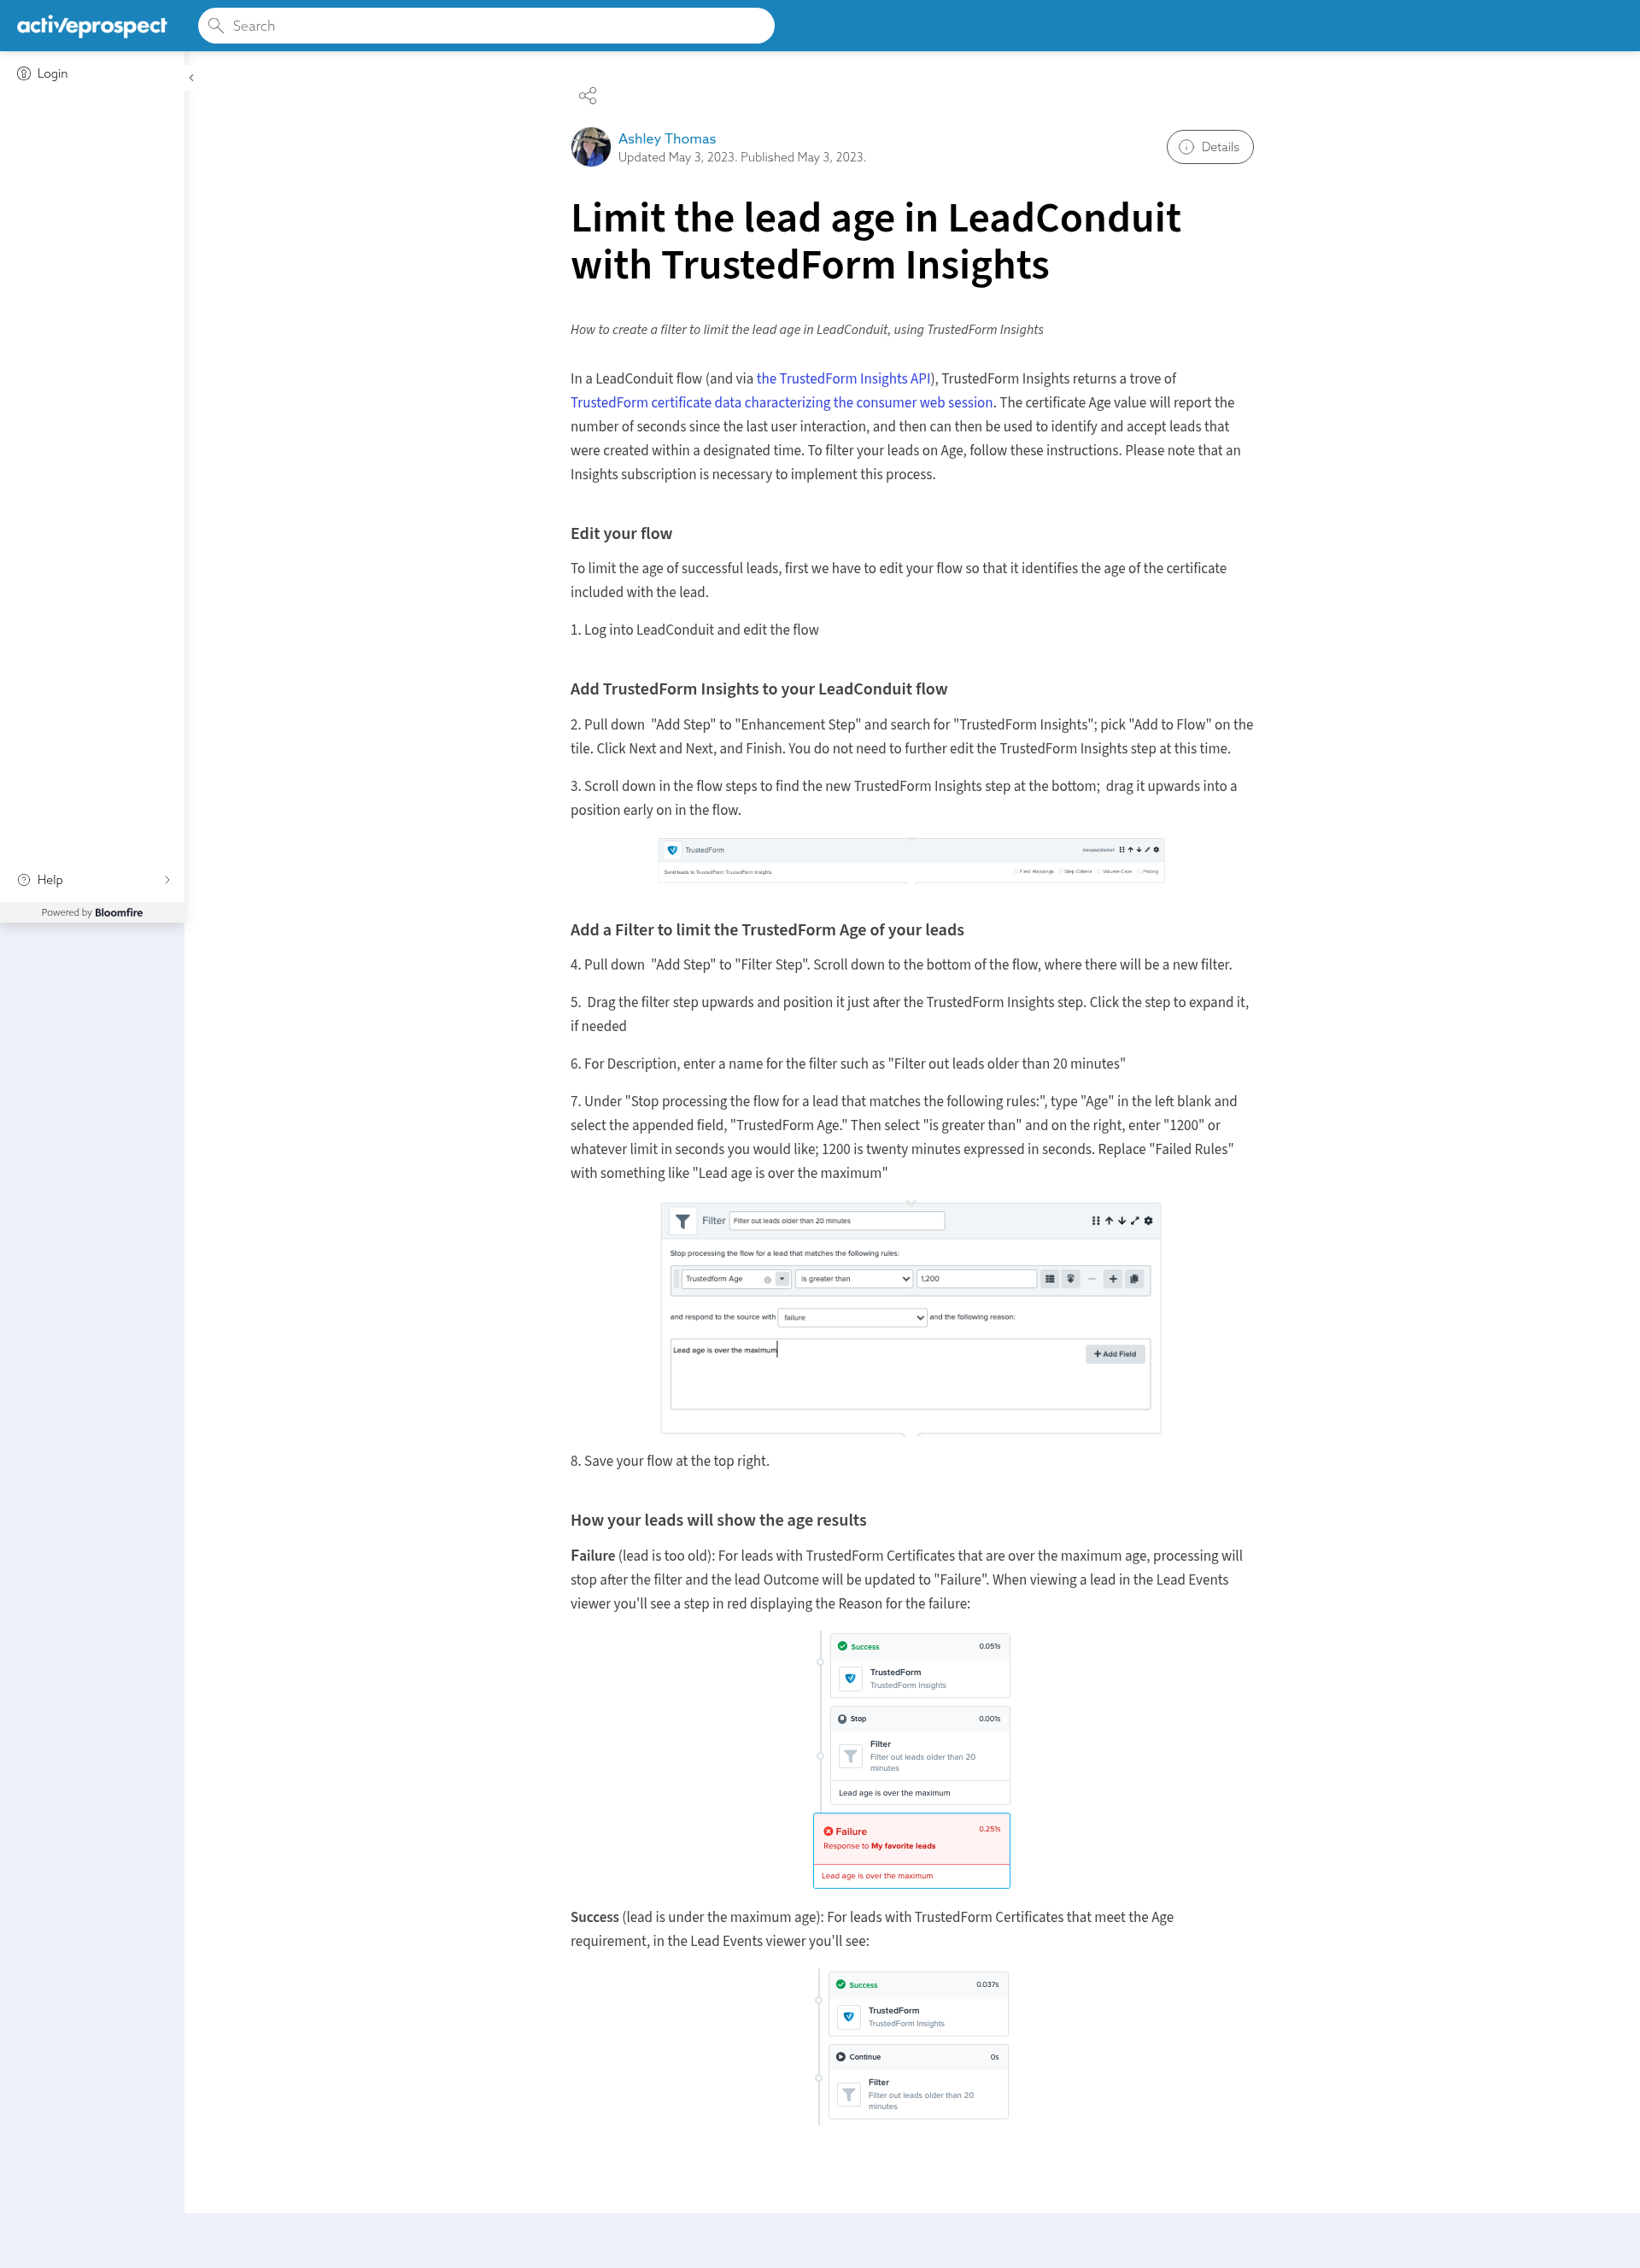 activeprospect
Search
Login
Ashley Thomas
Updated May 3, 2023. Published May 3, 2023.
Details
Limit the lead age in LeadConduit
with TrustedForm Insights
How to create a filter to limit the lead age in LeadConduit, using TrustedForm Insights
In a LeadConduit flow (and via the TrustedForm Insights API), TrustedForm Insights returns a trove of
TrustedForm certificate data characterizing the consumer web session. The certificate Age value will report the
number of seconds since the last user interaction, and then can then be used to identify and accept leads that
were created within a designated time. To filter your leads on Age, follow these instructions. Please note that an
Insights subscription is necessary to implement this process.
Edit your flow
To limit the age of successful leads, first we have to edit your flow so that it identifies the age of the certificate
included with the lead.
1. Log into LeadConduit and edit the flow
Add TrustedForm Insights to your LeadConduit flow
2. Pull down  "Add Step" to "Enhancement Step" and search for "TrustedForm Insights"; pick "Add to Flow" on the
tile. Click Next and Next, and Finish. You do not need to further edit the TrustedForm Insights step at this time.
3. Scroll down in the flow steps to find the new TrustedForm Insights step at the bottom;  drag it upwards into a
position early on in the flow.
TrustedForm
ENHANCEMENT
Send leads to TrustedForm TrustedForm Insights
Field Mappings
Step Criteria
Volume Caps
Pricing
Help
Powered by Bloomfire
Add a Filter to limit the TrustedForm Age of your leads
4. Pull down  "Add Step" to "Filter Step". Scroll down to the bottom of the flow, where there will be a new filter.
5.  Drag the filter step upwards and position it just after the TrustedForm Insights step. Click the step to expand it,
if needed
6. For Description, enter a name for the filter such as "Filter out leads older than 20 minutes"
7. Under "Stop processing the flow for a lead that matches the following rules:", type "Age" in the left blank and
select the appended field, "TrustedForm Age." Then select "is greater than" and on the right, enter "1200" or
whatever limit in seconds you would like; 1200 is twenty minutes expressed in seconds. Replace "Failed Rules"
with something like "Lead age is over the maximum"
Filter
Filter out leads older than 20 minutes
Stop processing the flow for a lead that matches the following rules:
Trustedform Age
is greater than
1,200
and respond to the source with failure and the following reason:
Lead age is over the maximum
+ Add Field
8. Save your flow at the top right.
How your leads will show the age results
Failure (lead is too old): For leads with TrustedForm Certificates that are over the maximum age, processing will
stop after the filter and the lead Outcome will be updated to "Failure". When viewing a lead in the Lead Events
viewer you'll see a step in red displaying the Reason for the failure:
Success 0.051s
TrustedForm
TrustedForm Insights
Stop 0.001s
Filter
Filter out leads older than 20
minutes
Lead age is over the maximum
Failure 0.251s
Response to My favorite leads
Lead age is over the maximum
Success (lead is under the maximum age): For leads with TrustedForm Certificates that meet the Age
requirement, in the Lead Events viewer you'll see:
Success 0.037s
TrustedForm
TrustedForm Insights
Continue 0s
Filter
Filter out leads older than 20
minutes